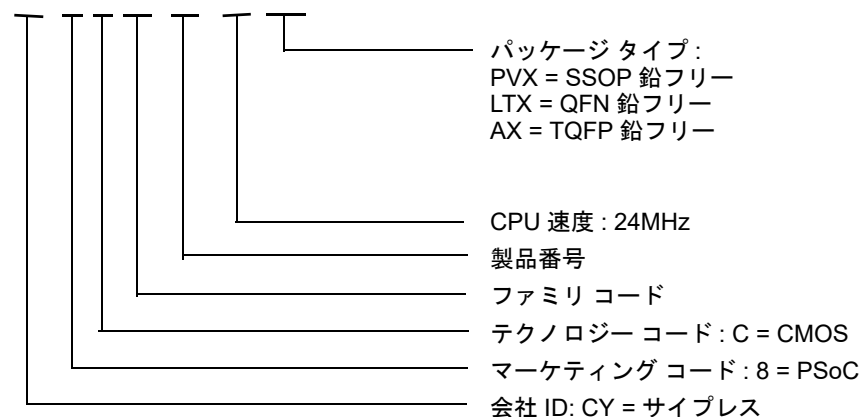 パッケージ タイプ :
PVX = SSOP 鉛フリー
LTX = QFN 鉛フリー
AX = TQFP 鉛フリー
CPU 速度 : 24MHz
製品番号
ファミリ コード
テクノロジー コード : C = CMOS
マーケティング コード : 8 = PSoC
会社 ID: CY = サイプレス